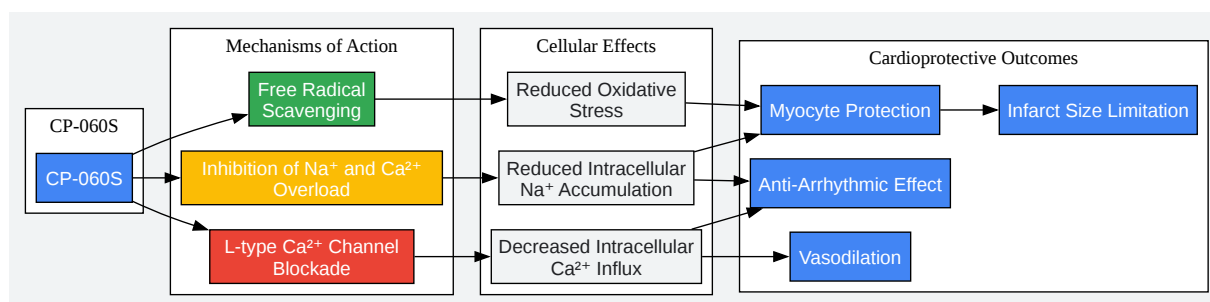 CP-060S
CP-060S
Mechanisms of Action
Free Radical
Scavenging
Inhibition of Na⁺ and Ca²⁺
Overload
L-type Ca²⁺ Channel
Blockade
Cellular Effects
Reduced Oxidative
Stress
Reduced Intracellular
Na⁺ Accumulation
Decreased Intracellular
Ca²⁺ Influx
Cardioprotective Outcomes
Myocyte Protection
Infarct Size Limitation
Anti-Arrhythmic Effect
Vasodilation